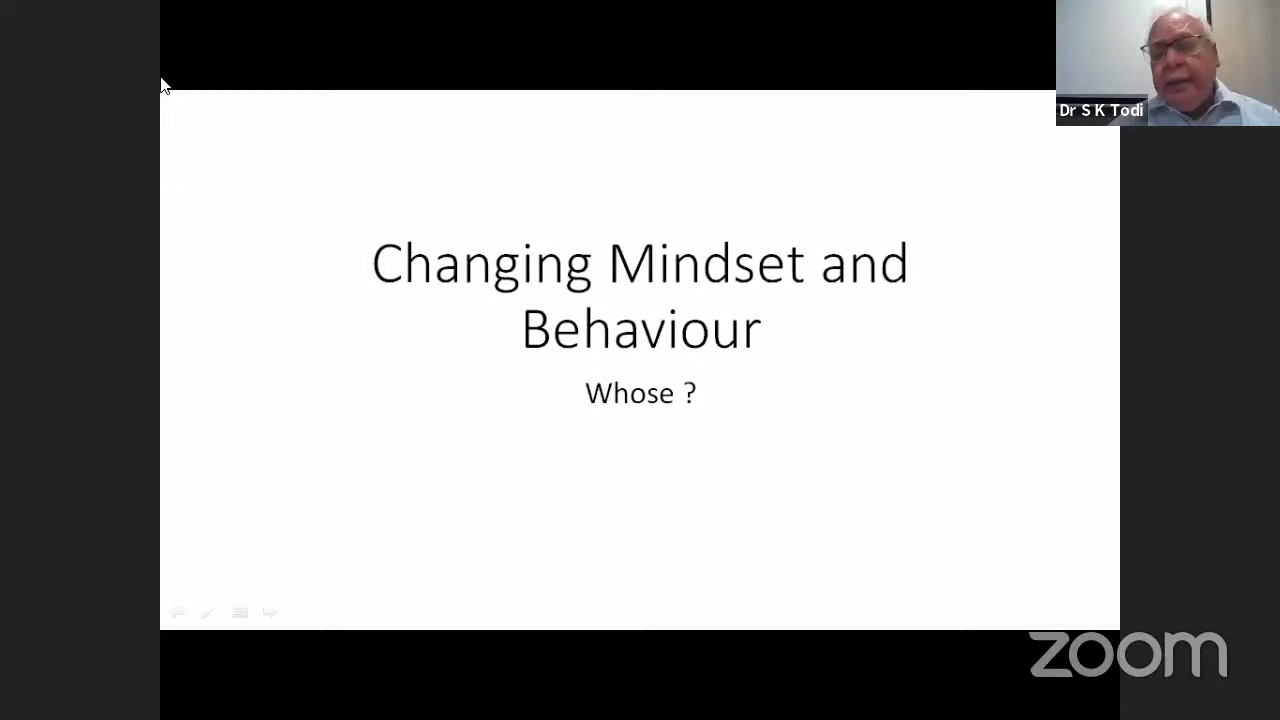 Dr S K Todi
Changing Mindset and
Behaviour
Whose ?
zoom